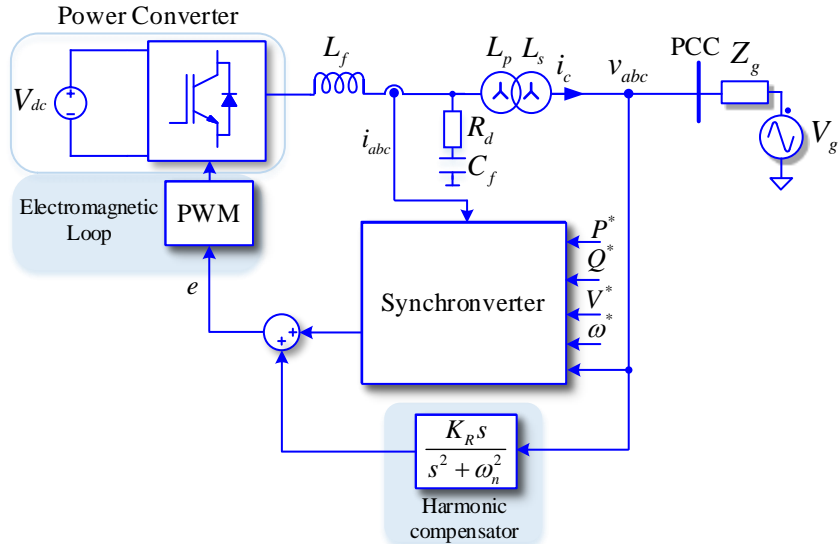 Power Converter
V_dc
L_f
L_p L_s
i_c
v_abc
PCC
Z_g
V_g
R_d
C_f
i_abc
Electromagnetic
Loop
PWM
e
Synchronverter
P^*
Q^*
V^*
ω^*
+
+
K_R s
s^2 + ω_n^2
Harmonic
compensator